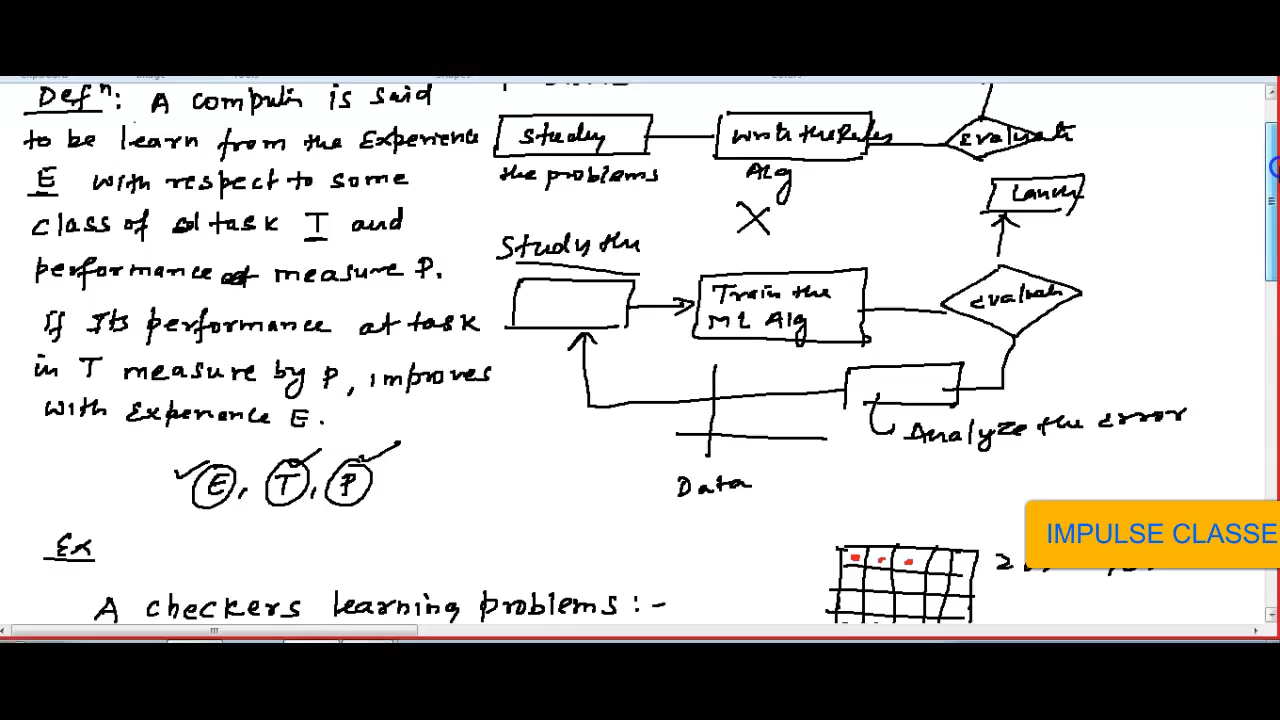 Defn: A computin is said
to be learn from the Experience
E with respect to some
class of task T and
performance measure P.
If Its performance at task
in T measure by P, improves
with Experience E.
E, T, P
Ex
A checkers learning problems :-
Study
the problems
Write the Rules
Alg
Evaluate
X
Launch
Study the
Train the
ML Alg
evaluate
Analyze the error
Data
IMPULSE CLASSE